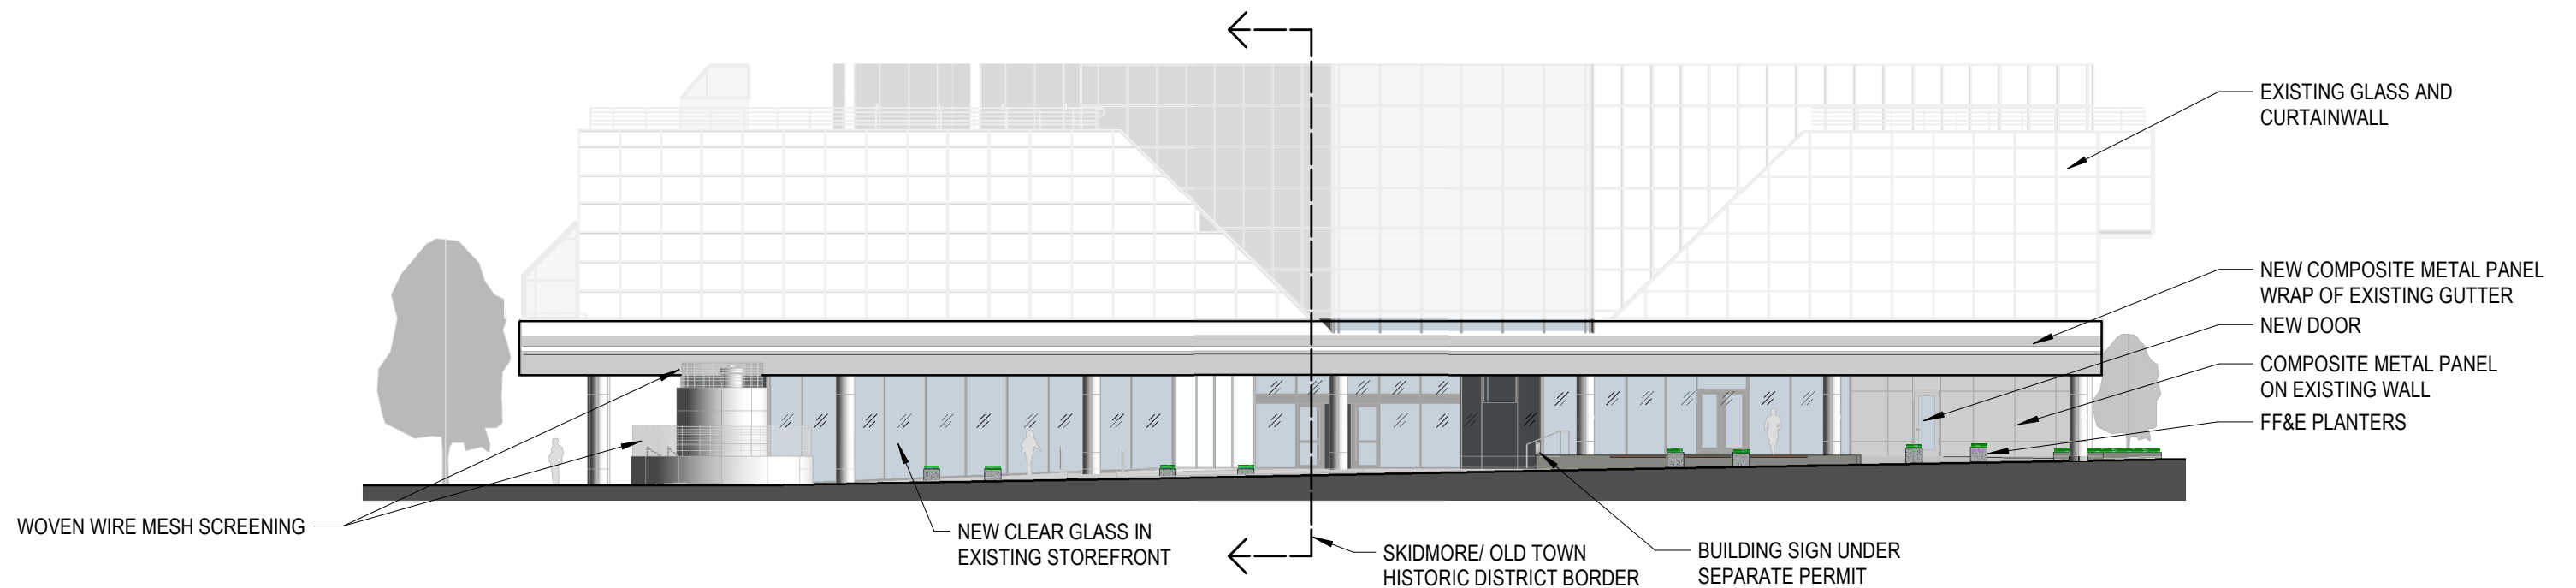 EXISTING GLASS AND
CURTAINWALL
NEW COMPOSITE METAL PANEL
WRAP OF EXISTING GUTTER
NEW DOOR
COMPOSITE METAL PANEL
ON EXISTING WALL
FF&E PLANTERS
WOVEN WIRE MESH SCREENING
NEW CLEAR GLASS IN
EXISTING STOREFRONT
SKIDMORE/ OLD TOWN
HISTORIC DISTRICT BORDER
BUILDING SIGN UNDER
SEPARATE PERMIT